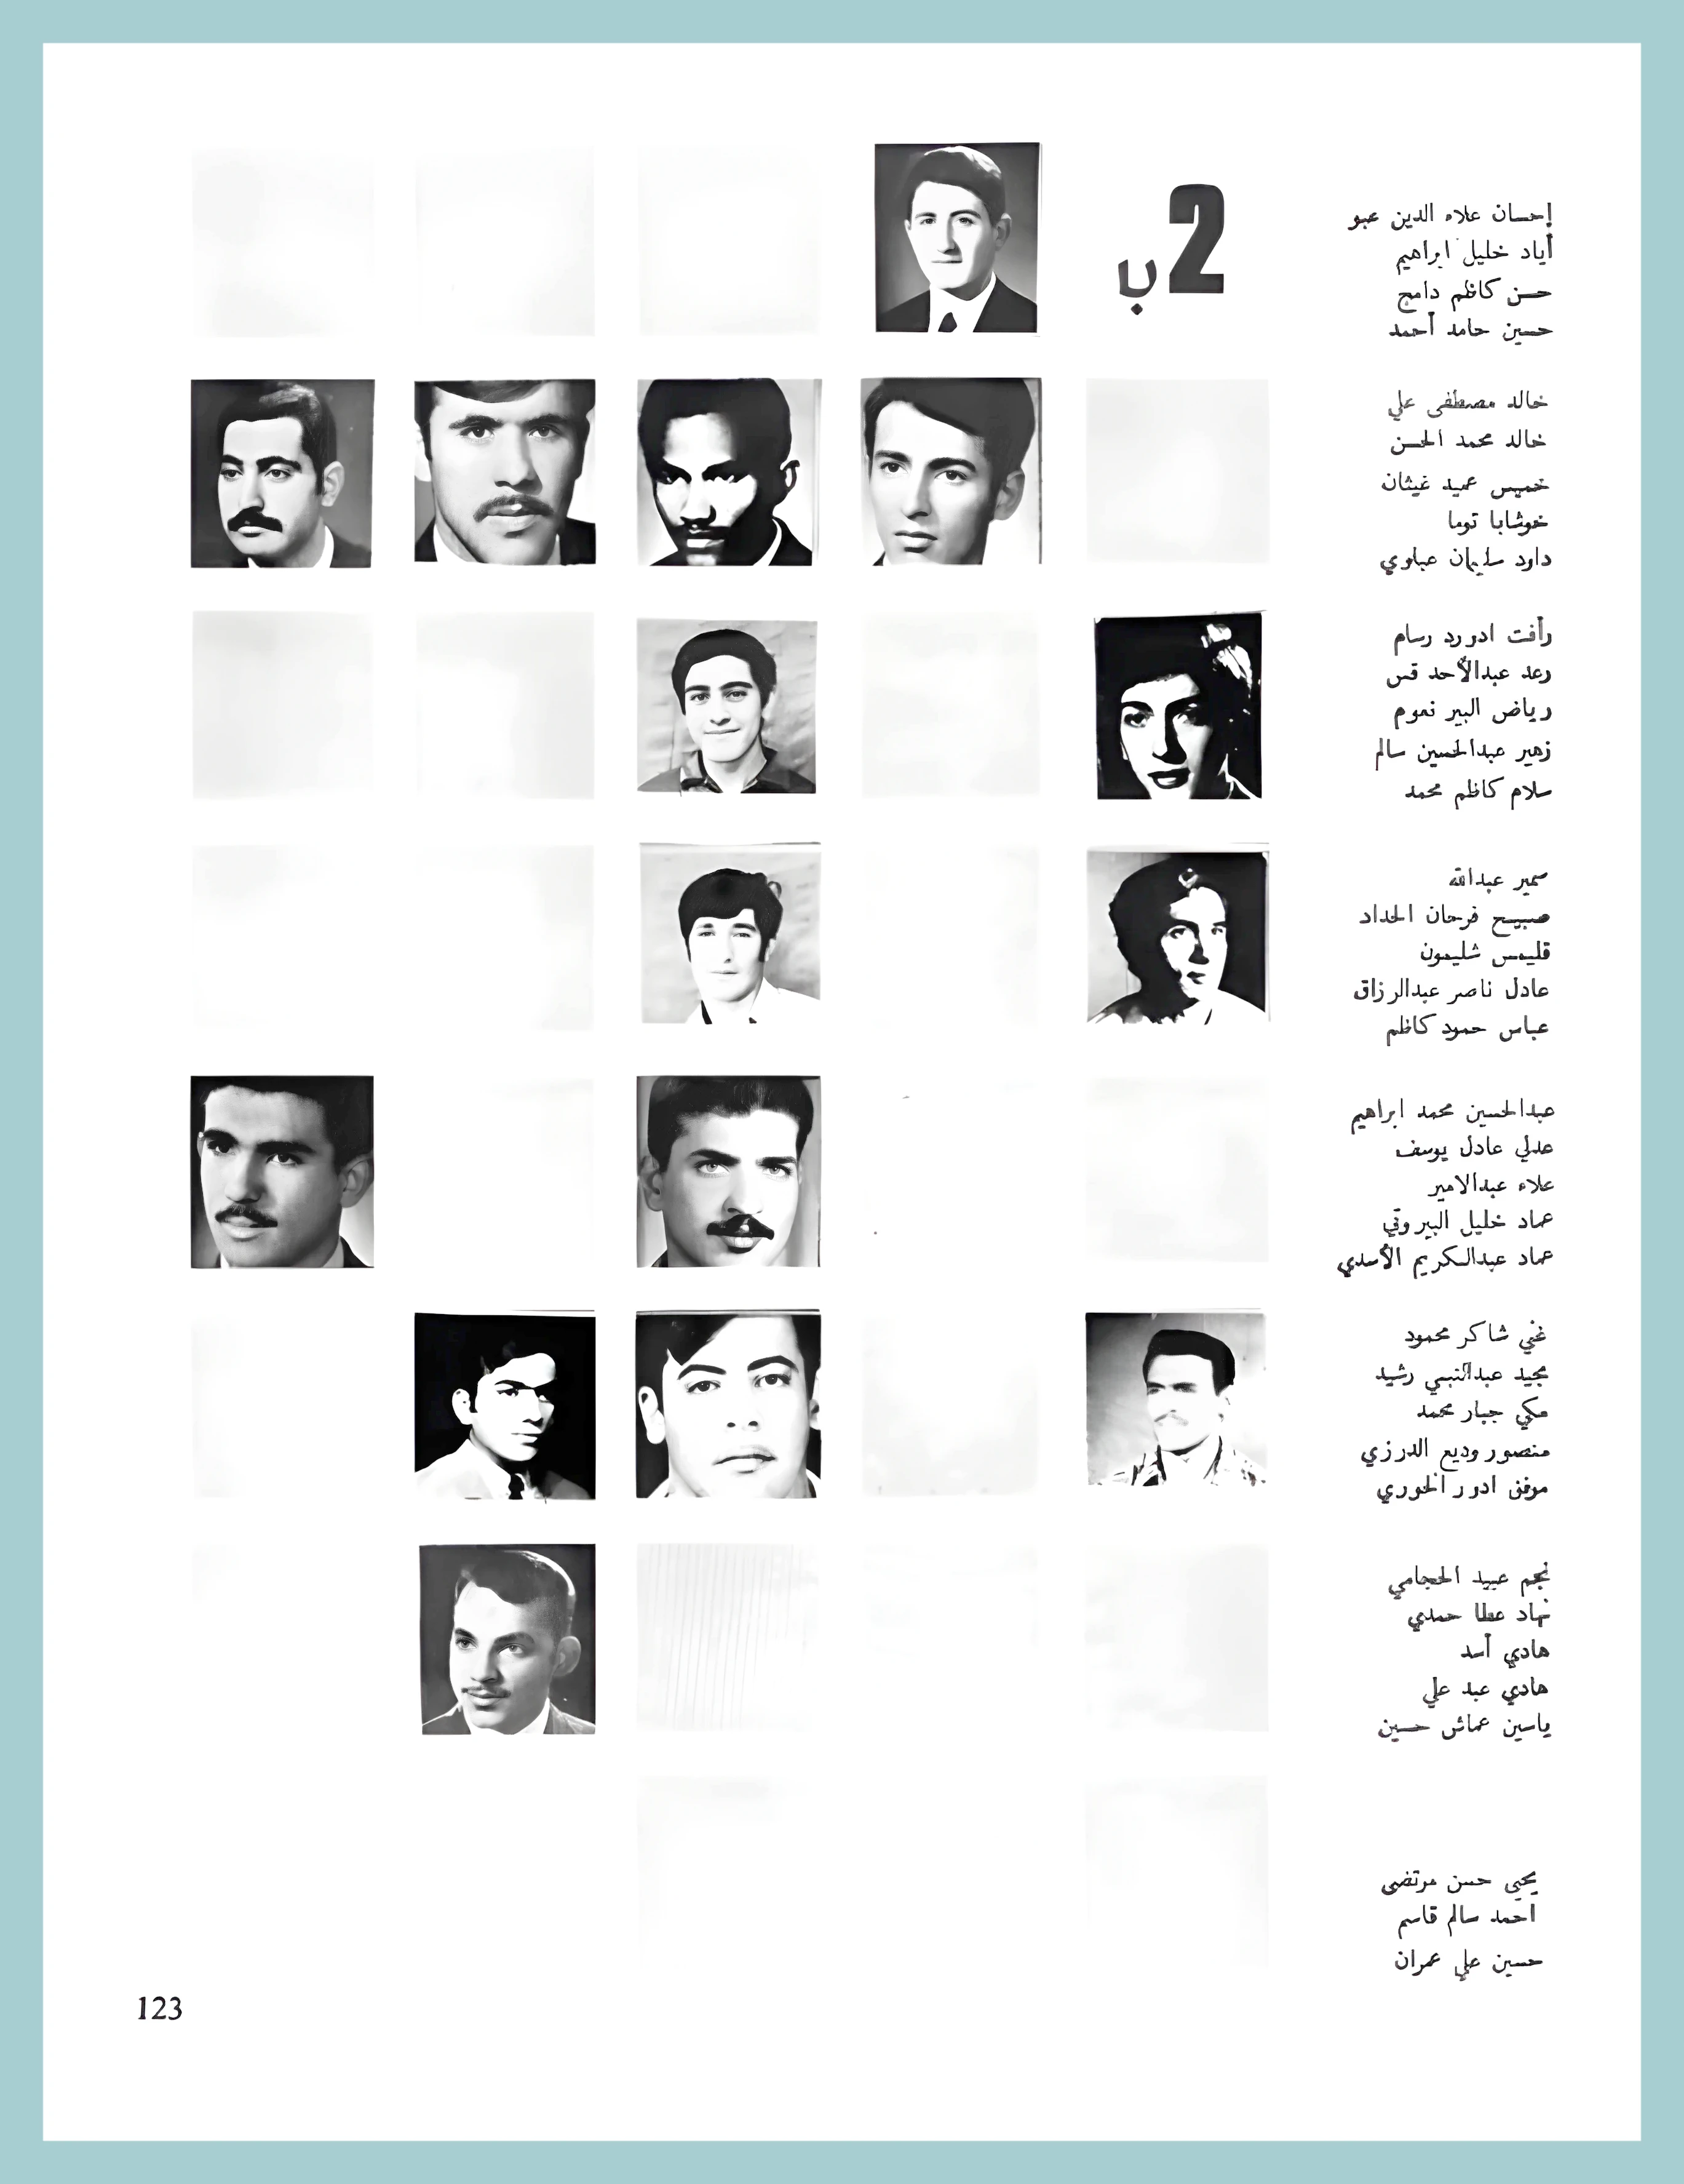 2ب
إحسان علاء الدين عبو
أياد خليل ابراهيم
حسن كاظم دامج
حسين حامد أحمد
خالد مصطفى علي
خالد محمد الحسن
خميس عميد غيثان
خوشابا توما
داود سليمان عباوي
رأفت ادورد رسام
رعد عبدالأحد قس
رياض البير نعوم
زهير عبدالحسين سالم
سلام كاظم محمد
سمير عبدالله
صبيح فرحان الحداد
قليمس شليمون
عادل ناصر عبدالرزاق
عباس حمود كاظم
عبدالحسين محمد ابراهيم
عدلي عادل يوسف
علاء عبدالامير
عماد خليل البيروتي
عماد عبدالكريم الأسدي
غني شاكر محمود
مجيد عبدالنبي رشيد
مكي جبار محمد
منصور وديع الدرزي
موفق ادور الخوري
نجم عبيد الحجامي
نهاد عطا حمدي
هادي أسد
هادي عبد علي
ياسين عماش حسين
يحيى حسن مرتضى
احمد سالم قاسم
حسين علي عمران
123